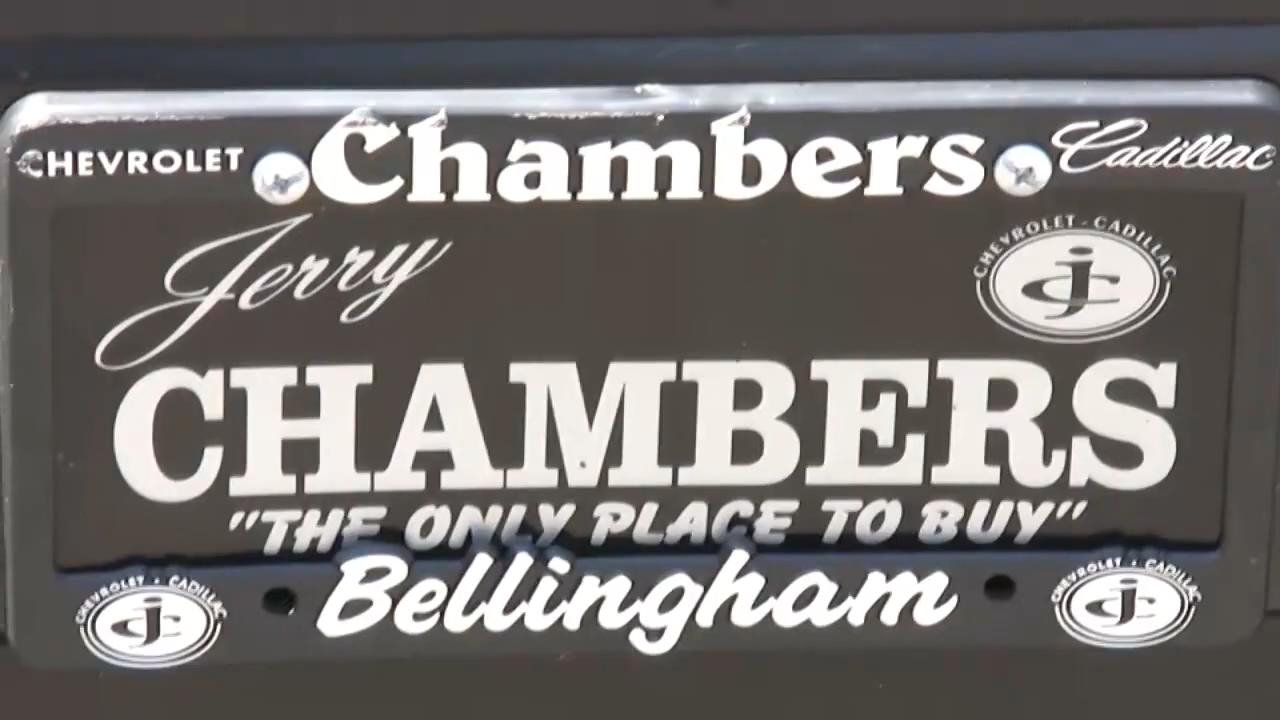 CHEVROLET Chambers Cadillac
Jerry
CHEVROLET - CADILLAC
jc
CHAMBERS
"THE ONLY PLACE TO BUY"
Bellingham
CHEVROLET · CADILLAC
jc
CHEVROLET · CADILLAC
jc